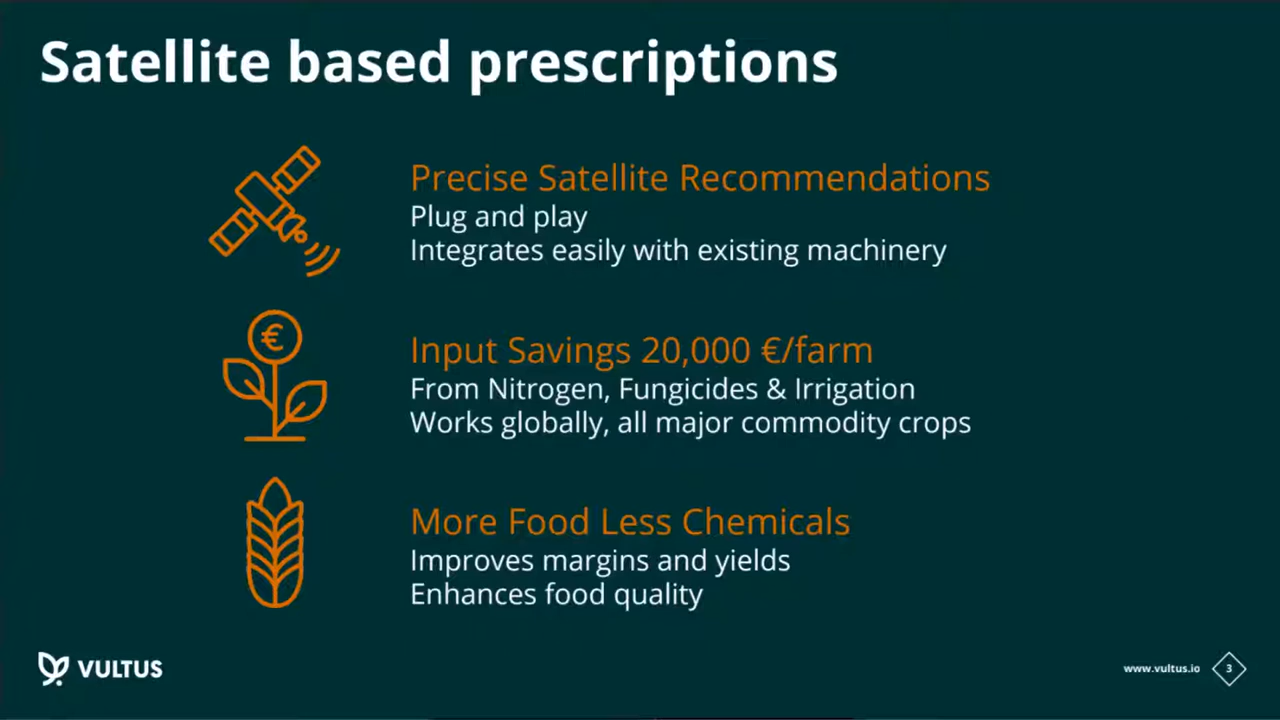 Satellite based prescriptions
Precise Satellite Recommendations
Plug and play
Integrates easily with existing machinery
€
Input Savings 20,000 €/farm
From Nitrogen, Fungicides & Irrigation
Works globally, all major commodity crops
More Food Less Chemicals
Improves margins and yields
Enhances food quality
VULTUS
www.vultus.io
3